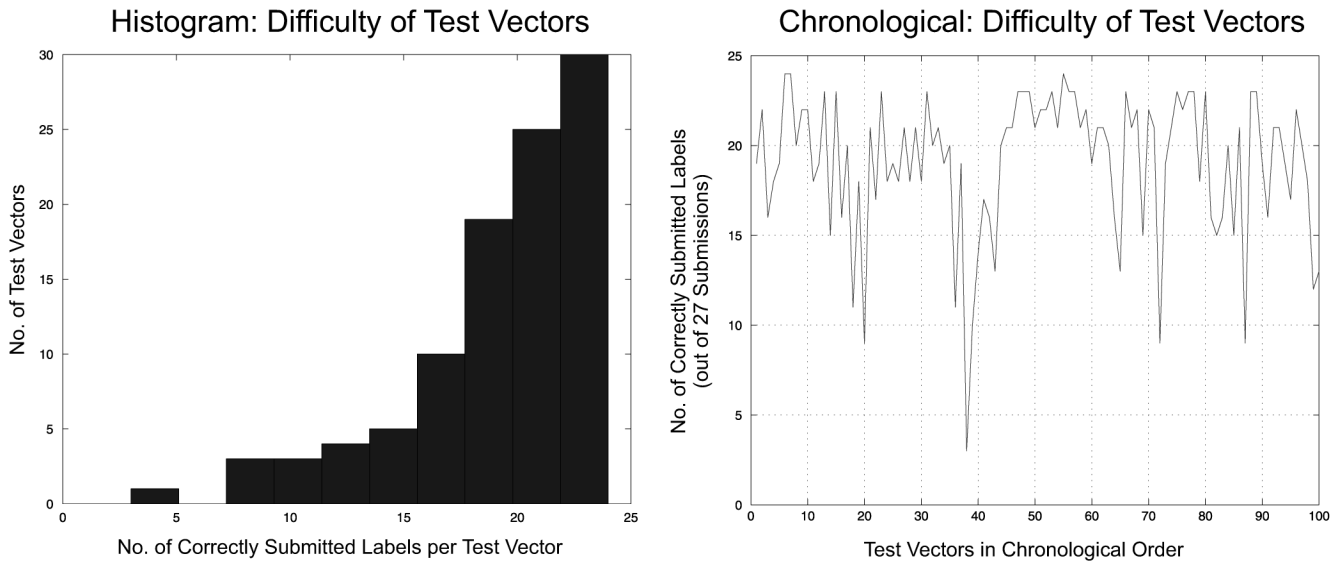 Histogram: Difficulty of Test Vectors
No. of Test Vectors
30
25
20
15
10
5
0
0 5 10 15 20 25
No. of Correctly Submitted Labels per Test Vector
Chronological: Difficulty of Test Vectors
No. of Correctly Submitted Labels
(out of 27 Submissions)
25
20
15
10
5
0
0 10 20 30 40 50 60 70 80 90 100
Test Vectors in Chronological Order